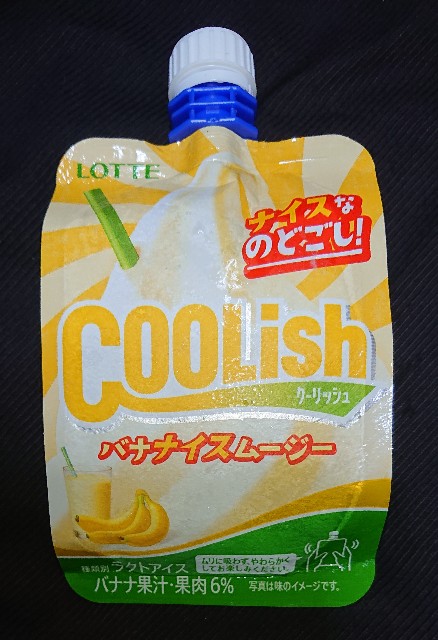 LOTTE
ナイスな
のどごし!
COOLish
クーリッシュ
バナナイスムージー
種類別 ラクトアイス
ムリに吸わず、やわらかく
してお楽しみください。
バナナ果汁・果肉6% 写真は味のイメージです。